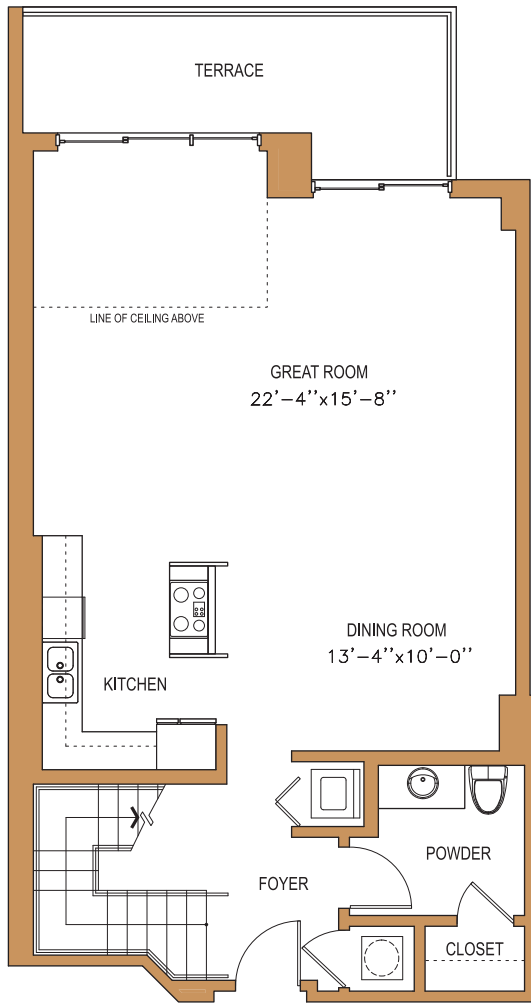 TERRACE
LINE OF CEILING ABOVE
GREAT ROOM
22'-4''x15'-8''
DINING ROOM
13'-4''x10'-0''
KITCHEN
POWDER
FOYER
CLOSET